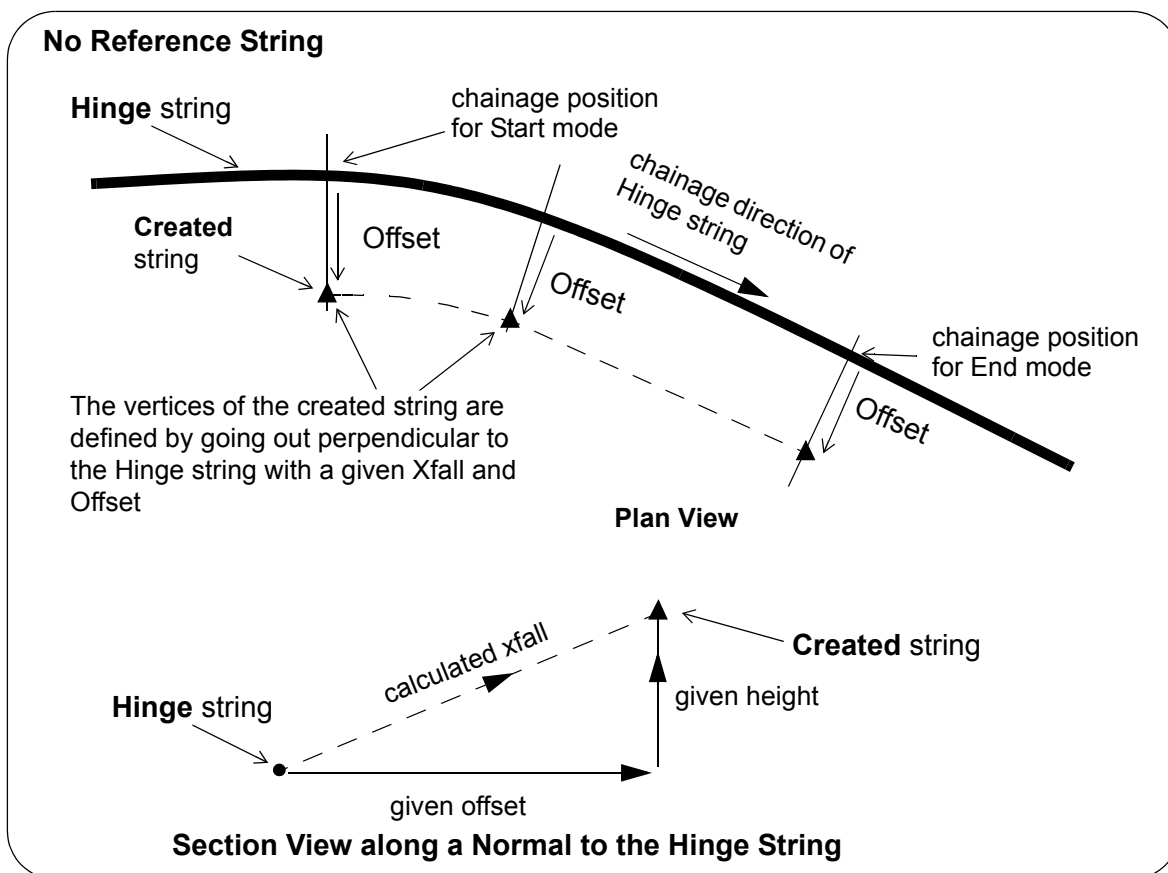 No Reference String
Hinge string
chainage position
for Start mode
chainage direction of
Hinge string
Created
string
Offset
Offset
chainage position
for End mode
Offset
The vertices of the created string are
defined by going out perpendicular to
the Hinge string with a given Xfall and
Offset
Plan View
calculated xfall
Created string
Hinge string
given height
given offset
Section View along a Normal to the Hinge String